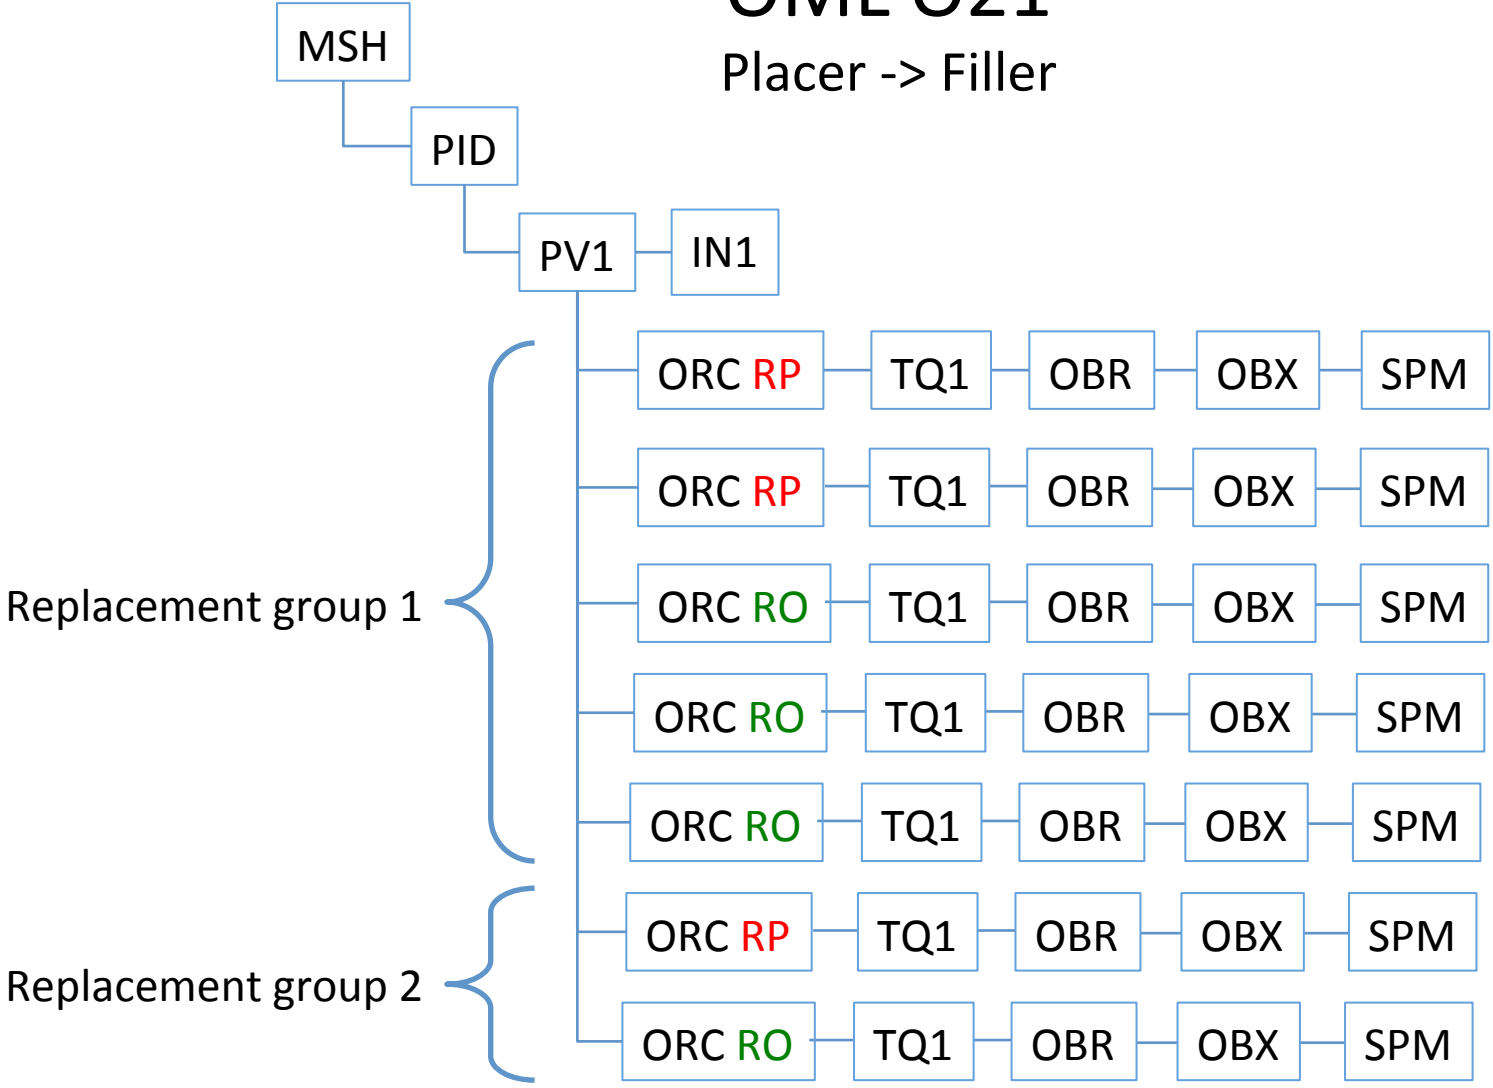 OML O21
Placer -> Filler
MSH
PID
PV1 IN1
ORC RP TQ1 OBR OBX SPM
ORC RP TQ1 OBR OBX SPM
Replacement group 1
ORC RO TQ1 OBR OBX SPM
ORC RO TQ1 OBR OBX SPM
ORC RO TQ1 OBR OBX SPM
ORC RP TQ1 OBR OBX SPM
Replacement group 2
ORC RO TQ1 OBR OBX SPM